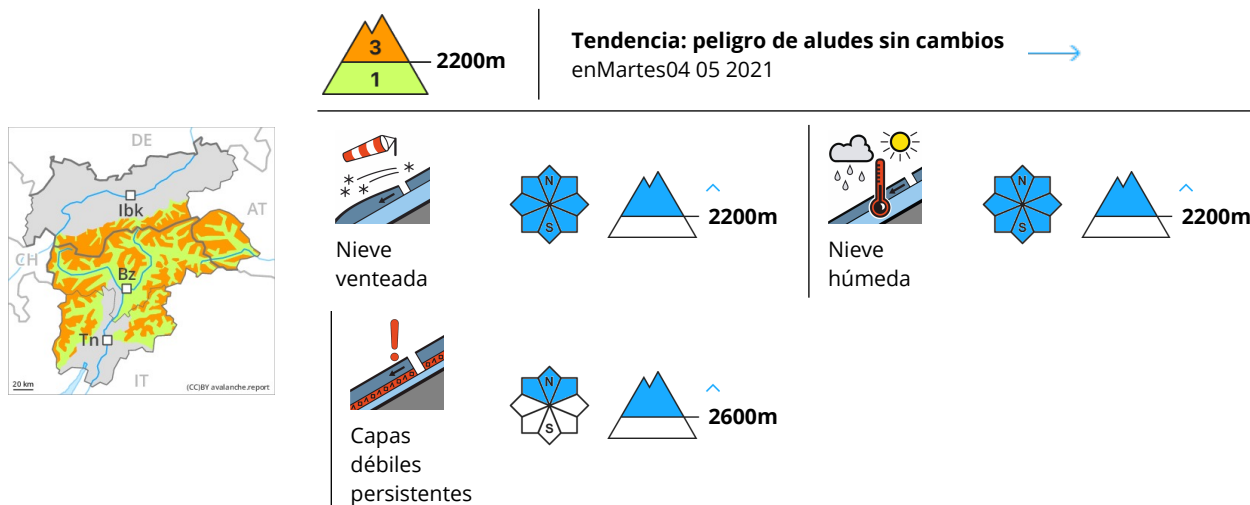 3
1
2200m
Tendencia: peligro de aludes sin cambios
enMartes04 05 2021
DE
Ibk
AT
CH
Bz
Tn
IT
20 km
(CC)BY avalanche.report
N
S
2200m
Nieve
venteada
N
S
2200m
Nieve
húmeda
N
S
2600m
Capas
débiles
persistentes